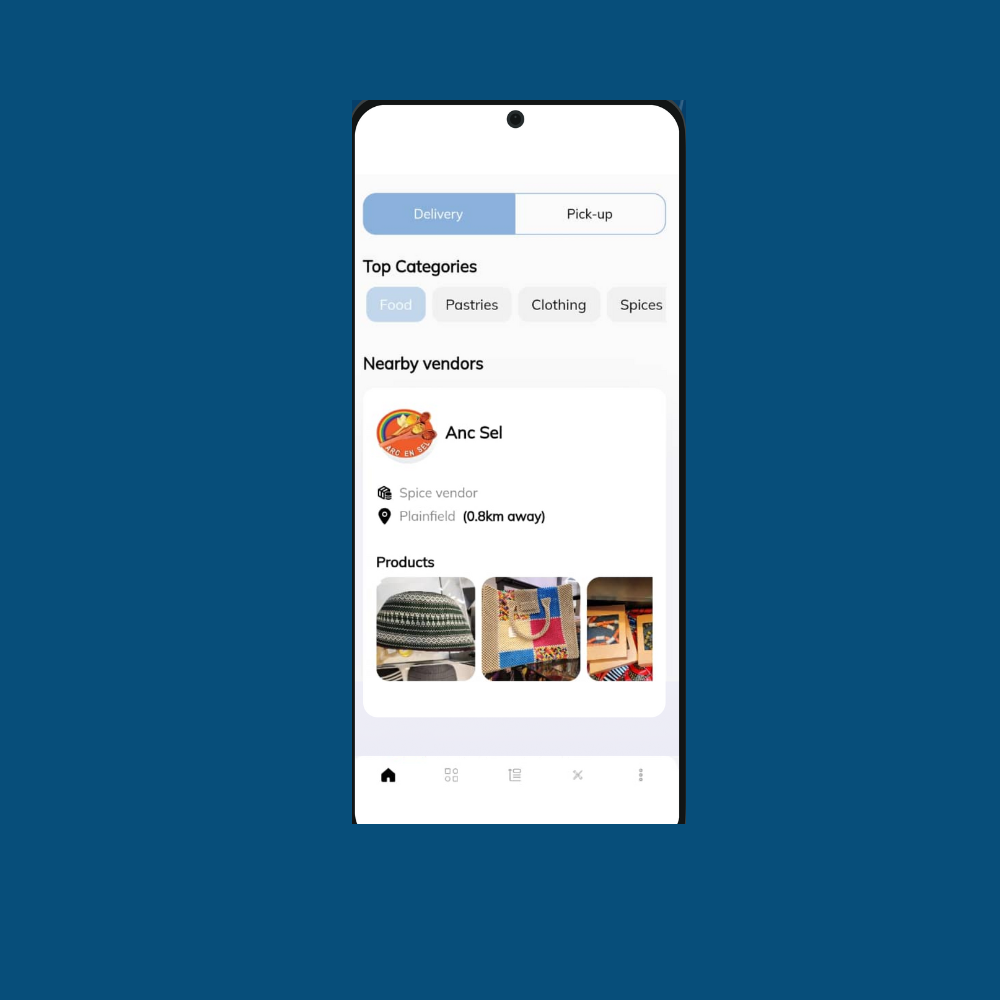 Delivery Pick-up
Top Categories
Food Pastries Clothing Spices
Nearby vendors
ARC EN SEL
Anc Sel
Spice vendor
Plainfield (0.8km away)
Products